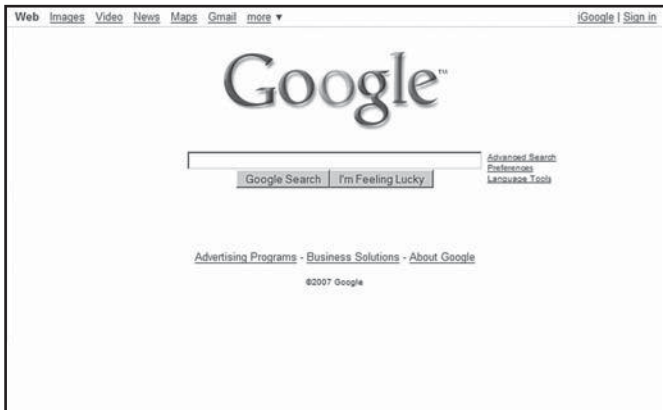 Web Images Video News Maps Gmail more ▼ iGoogle | Sign in
Google™
Advanced Search
Preferences
Language Tools
Google Search I'm Feeling Lucky
Advertising Programs - Business Solutions - About Google
©2007 Google